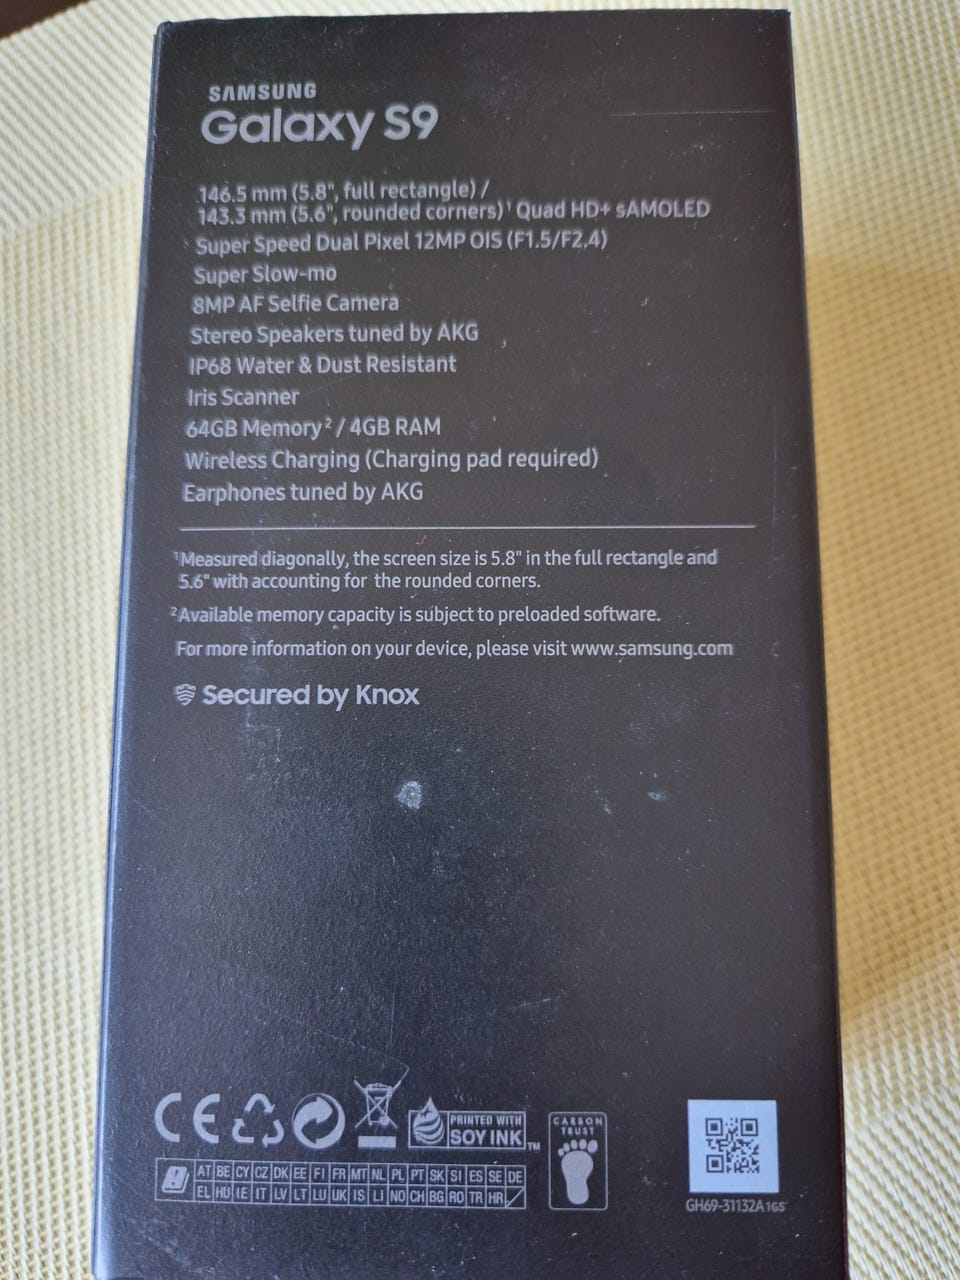 SAMSUNG
Galaxy S9
146.5 mm (5.8", full rectangle) /
143.3 mm (5.6", rounded corners)¹ Quad HD+ sAMOLED
Super Speed Dual Pixel 12MP OIS (F1.5/F2.4)
Super Slow-mo
8MP AF Selfie Camera
Stereo Speakers tuned by AKG
IP68 Water & Dust Resistant
Iris Scanner
64GB Memory² / 4GB RAM
Wireless Charging (Charging pad required)
Earphones tuned by AKG
¹Measured diagonally, the screen size is 5.8" in the full rectangle and
5.6" with accounting for the rounded corners.
²Available memory capacity is subject to preloaded software.
For more information on your device, please visit www.samsung.com
Secured by Knox
CE
PRINTED WITH
SOY INK™
CARBON
TRUST
AT BE CY CZ DK EE FI FR MT NL PL PT SK SI ES SE DE
EL HU IE IT LV LT LU UK IS LI NO CH BG RO TR HR
GH69-31132A 1GS